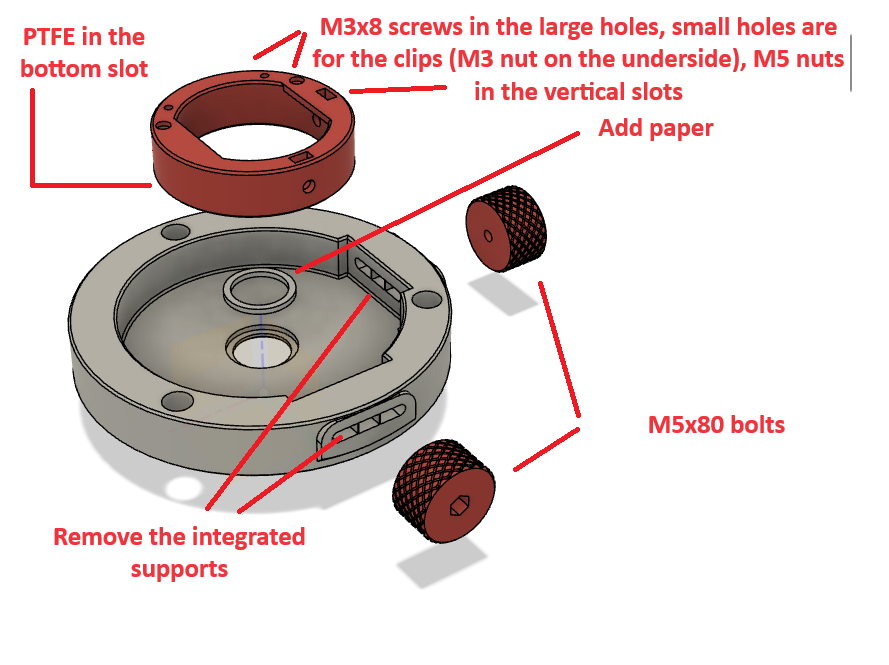 PTFE in the
bottom slot
M3x8 screws in the large holes, small holes are
for the clips (M3 nut on the underside), M5 nuts
in the vertical slots
Add paper
M5x80 bolts
Remove the integrated
supports